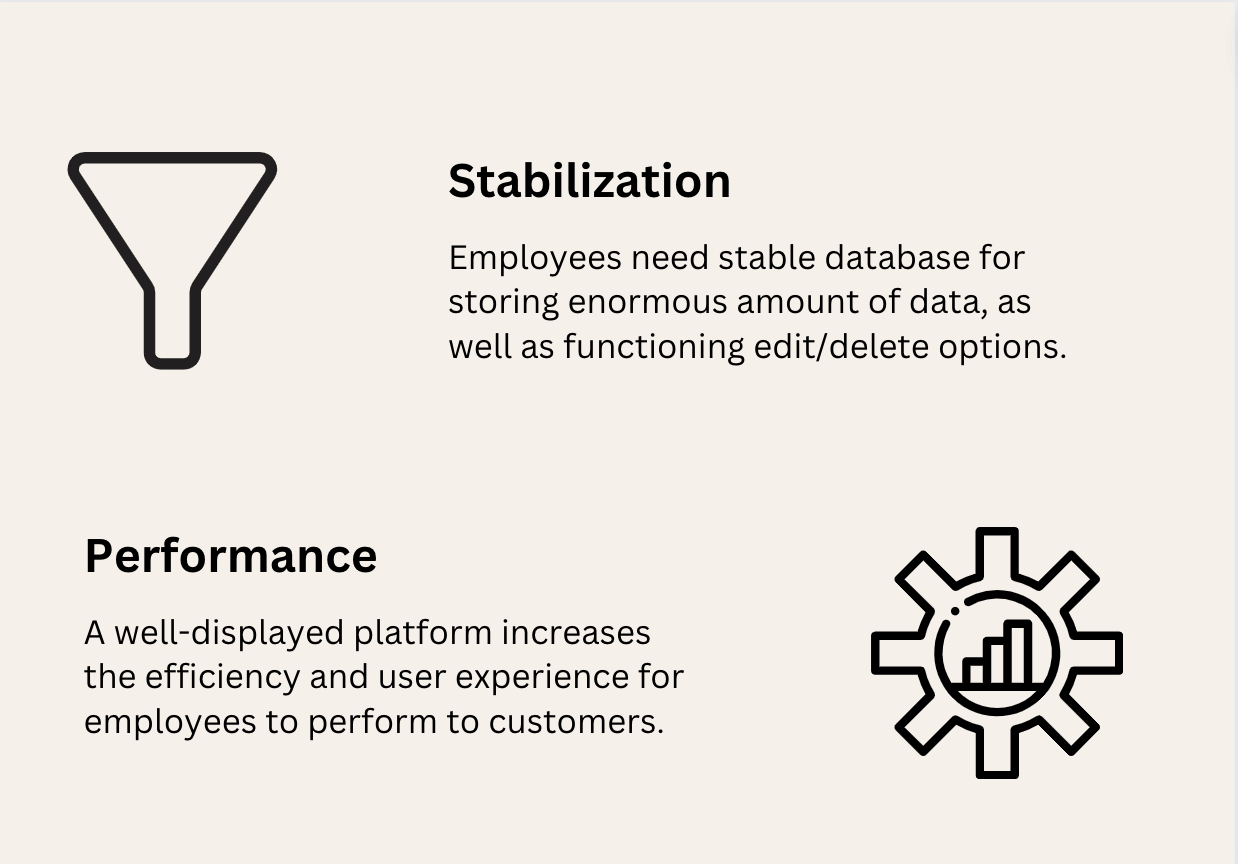 Stabilization
Employees need stable database for
storing enormous amount of data, as
well as functioning edit/delete options.
Performance
A well-displayed platform increases
the efficiency and user experience for
employees to perform to customers.